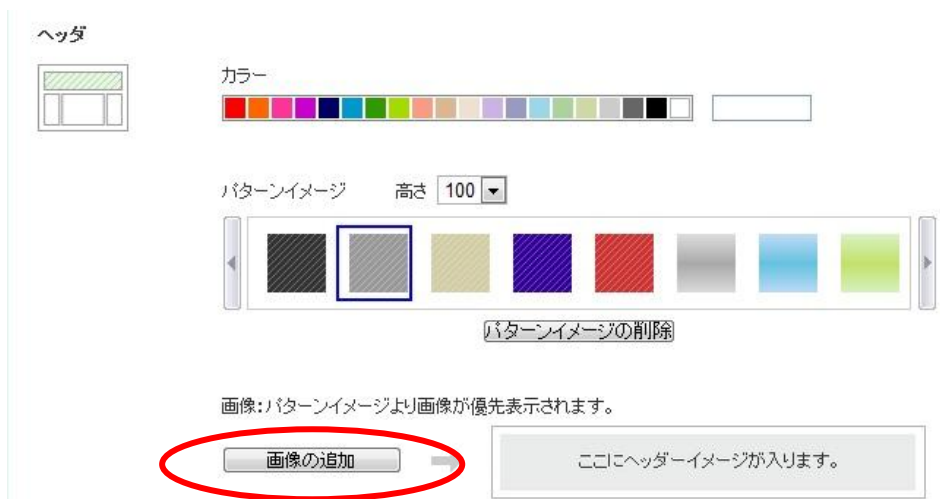 ヘッダ
カラー
パターンイメージ 高さ 100
パターンイメージの削除
画像:パターンイメージより画像が優先表示されます。
画像の追加
ここにヘッダーイメージが入ります。